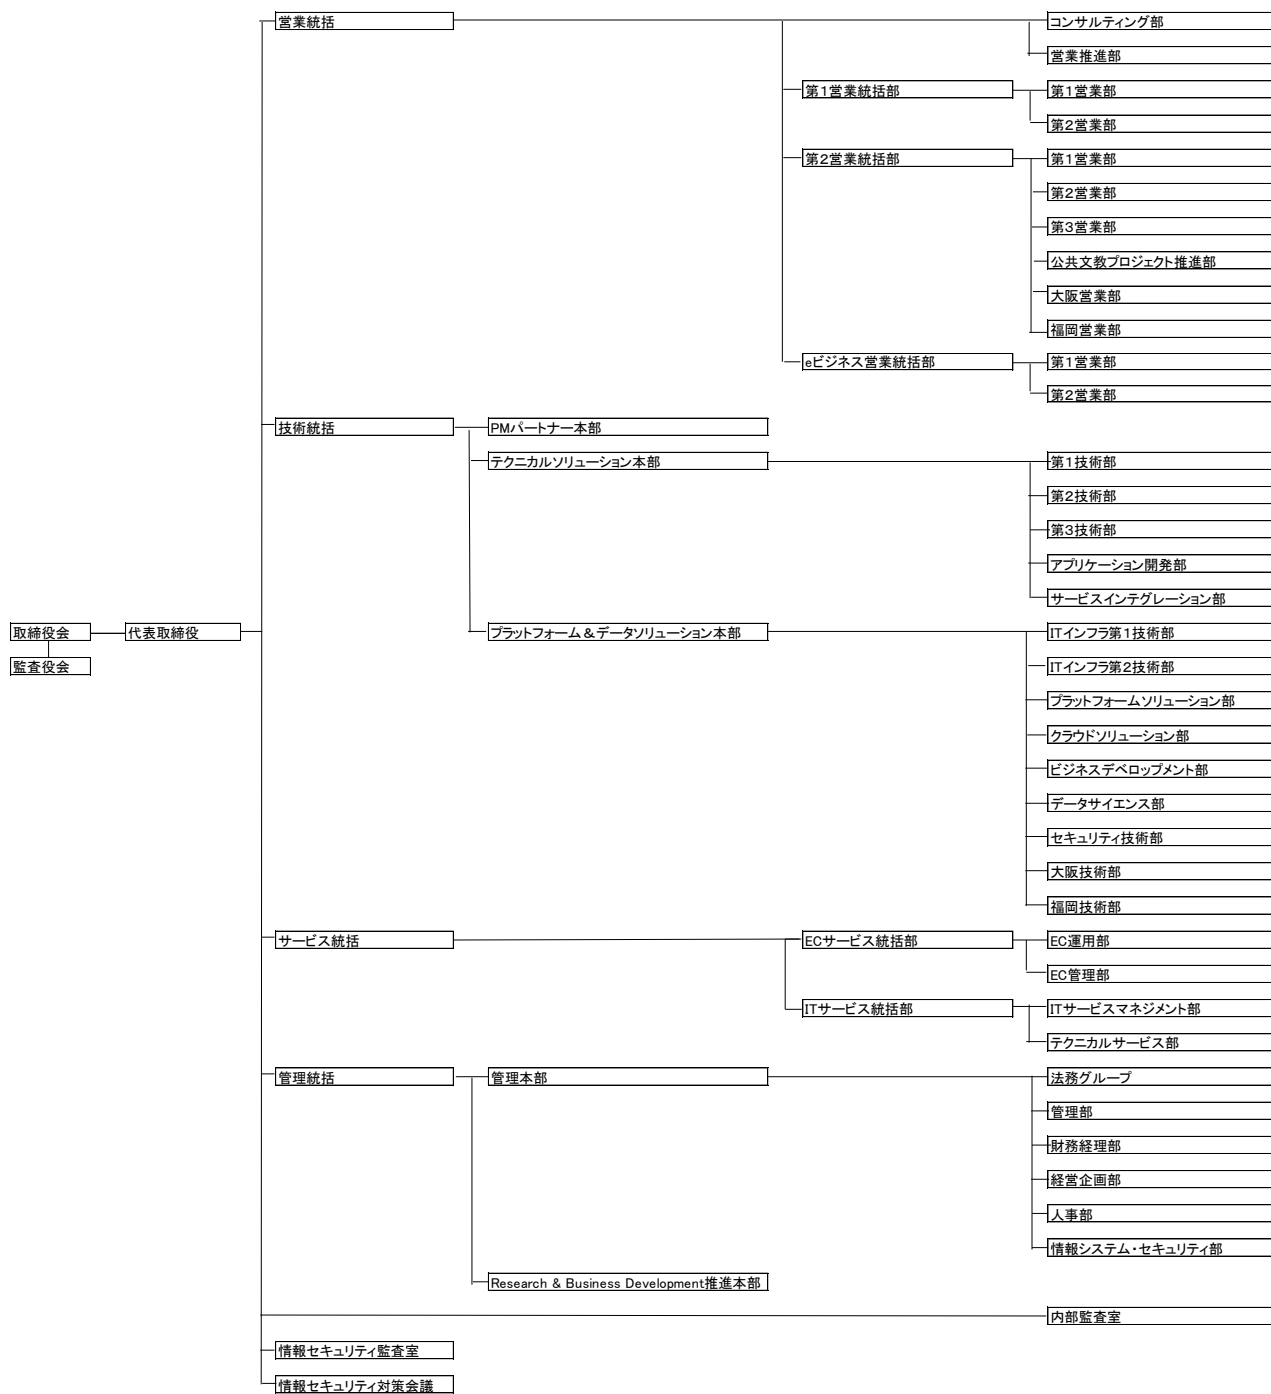 営業統括
コンサルティング部
営業推進部
第1営業統括部
第1営業部
第2営業部
第2営業統括部
第1営業部
第2営業部
第3営業部
公共文教プロジェクト推進部
大阪営業部
福岡営業部
eビジネス営業統括部
第1営業部
第2営業部
技術統括
PMパートナー本部
テクニカルソリューション本部
第1技術部
第2技術部
第3技術部
アプリケーション開発部
サービスインテグレーション部
取締役会
代表取締役
プラットフォーム&データソリューション本部
ITインフラ第1技術部
監査役会
ITインフラ第2技術部
プラットフォームソリューション部
クラウドソリューション部
ビジネスデベロップメント部
データサイエンス部
セキュリティ技術部
大阪技術部
福岡技術部
サービス統括
ECサービス統括部
EC運用部
EC管理部
ITサービス統括部
ITサービスマネジメント部
テクニカルサービス部
管理統括
管理本部
法務グループ
管理部
財務経理部
経営企画部
人事部
情報システム・セキュリティ部
Research & Business Development推進本部
内部監査室
情報セキュリティ監査室
情報セキュリティ対策会議